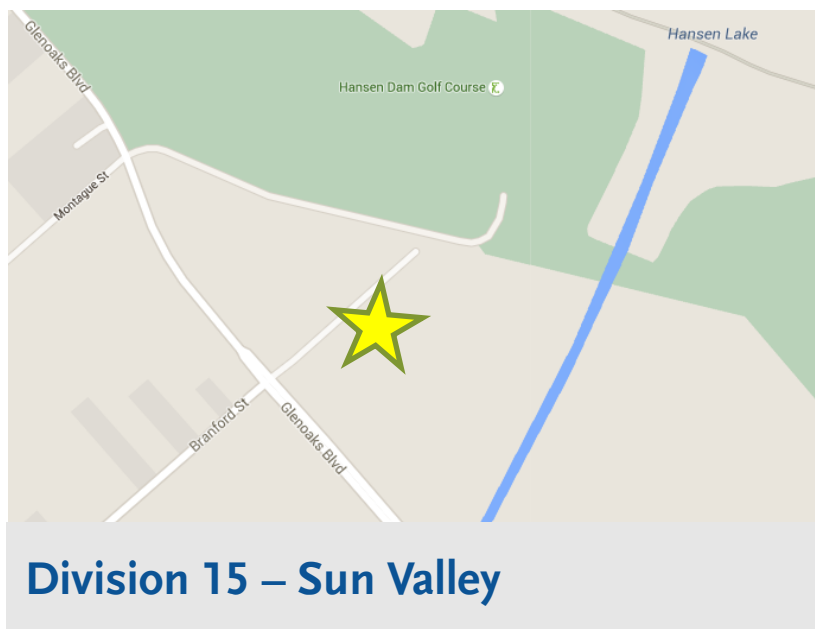 Glenoaks Blvd
Hansen Lake
Hansen Dam Golf Course
Montague St
Branford St
Glenoaks Blvd
Division 15 – Sun Valley